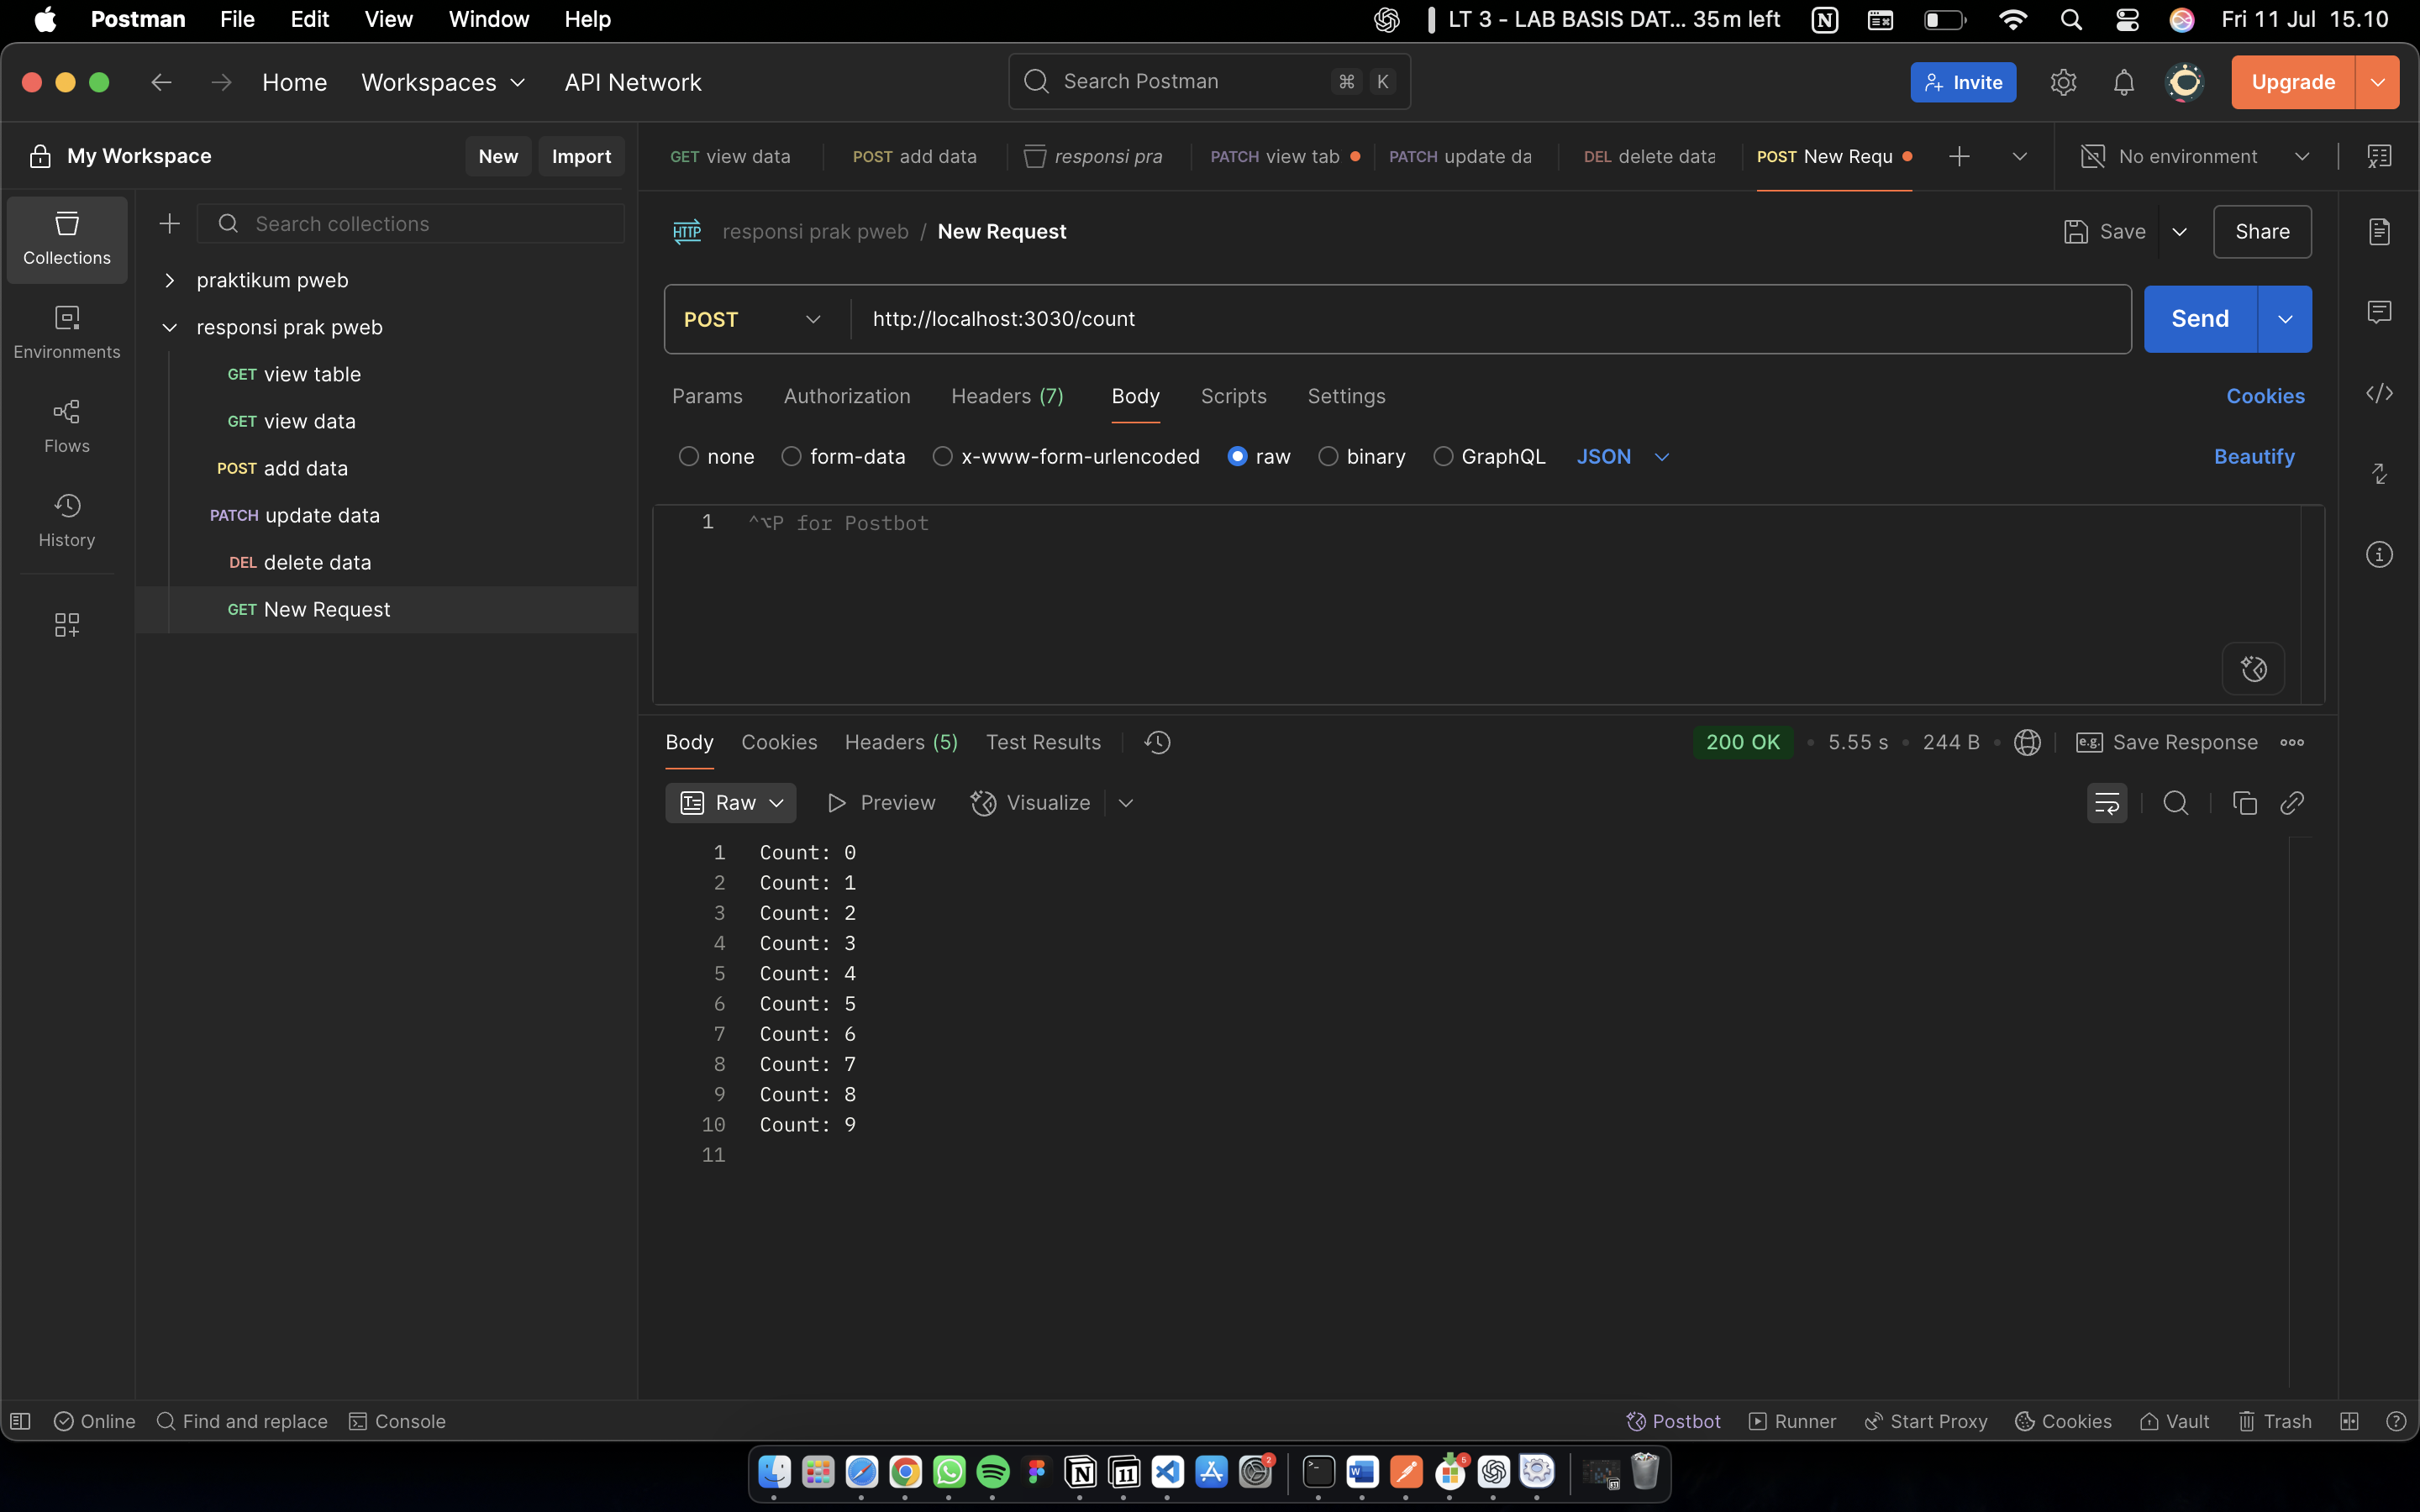 Postman File Edit View Window Help LT 3 - LAB BASIS DAT... 35m left Fri 11 Jul 15.10
Home Workspaces API Network Search Postman ⌘ K Invite Upgrade
My Workspace New Import
GET view data POST add data responsi pra PATCH view tab PATCH update da DEL delete data POST New Requ No environment
Collections
Environments
Flows
History
Search collections
praktikum pweb
responsi prak pweb
GET view table
GET view data
POST add data
PATCH update data
DEL delete data
GET New Request
HTTP responsi prak pweb / New Request Save Share
POST http://localhost:3030/count Send
Params Authorization Headers (7) Body Scripts Settings Cookies
none form-data x-www-form-urlencoded raw binary GraphQL JSON Beautify
1 ^⌥P for Postbot
Body Cookies Headers (5) Test Results 200 OK • 5.55 s • 244 B • e.g. Save Response
Raw Preview Visualize
1 Count: 0
2 Count: 1
3 Count: 2
4 Count: 3
5 Count: 4
6 Count: 5
7 Count: 6
8 Count: 7
9 Count: 8
10 Count: 9
11
Online Find and replace Console Postbot Runner Start Proxy Cookies Vault Trash
11 2 5